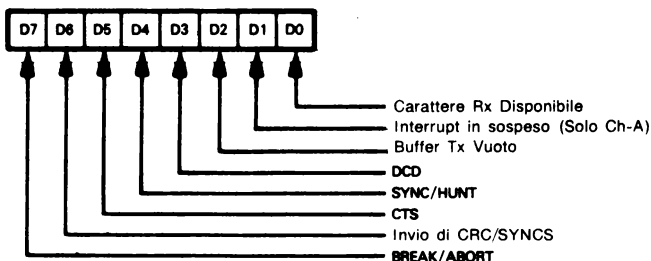 D7 D6 D5 D4 D3 D2 D1 D0
Carattere Rx Disponibile
Interrupt in sospeso (Solo Ch-A)
Buffer Tx Vuoto
DCD
SYNC/HUNT
CTS
Invio di CRC/SYNCS
BREAK/ABORT